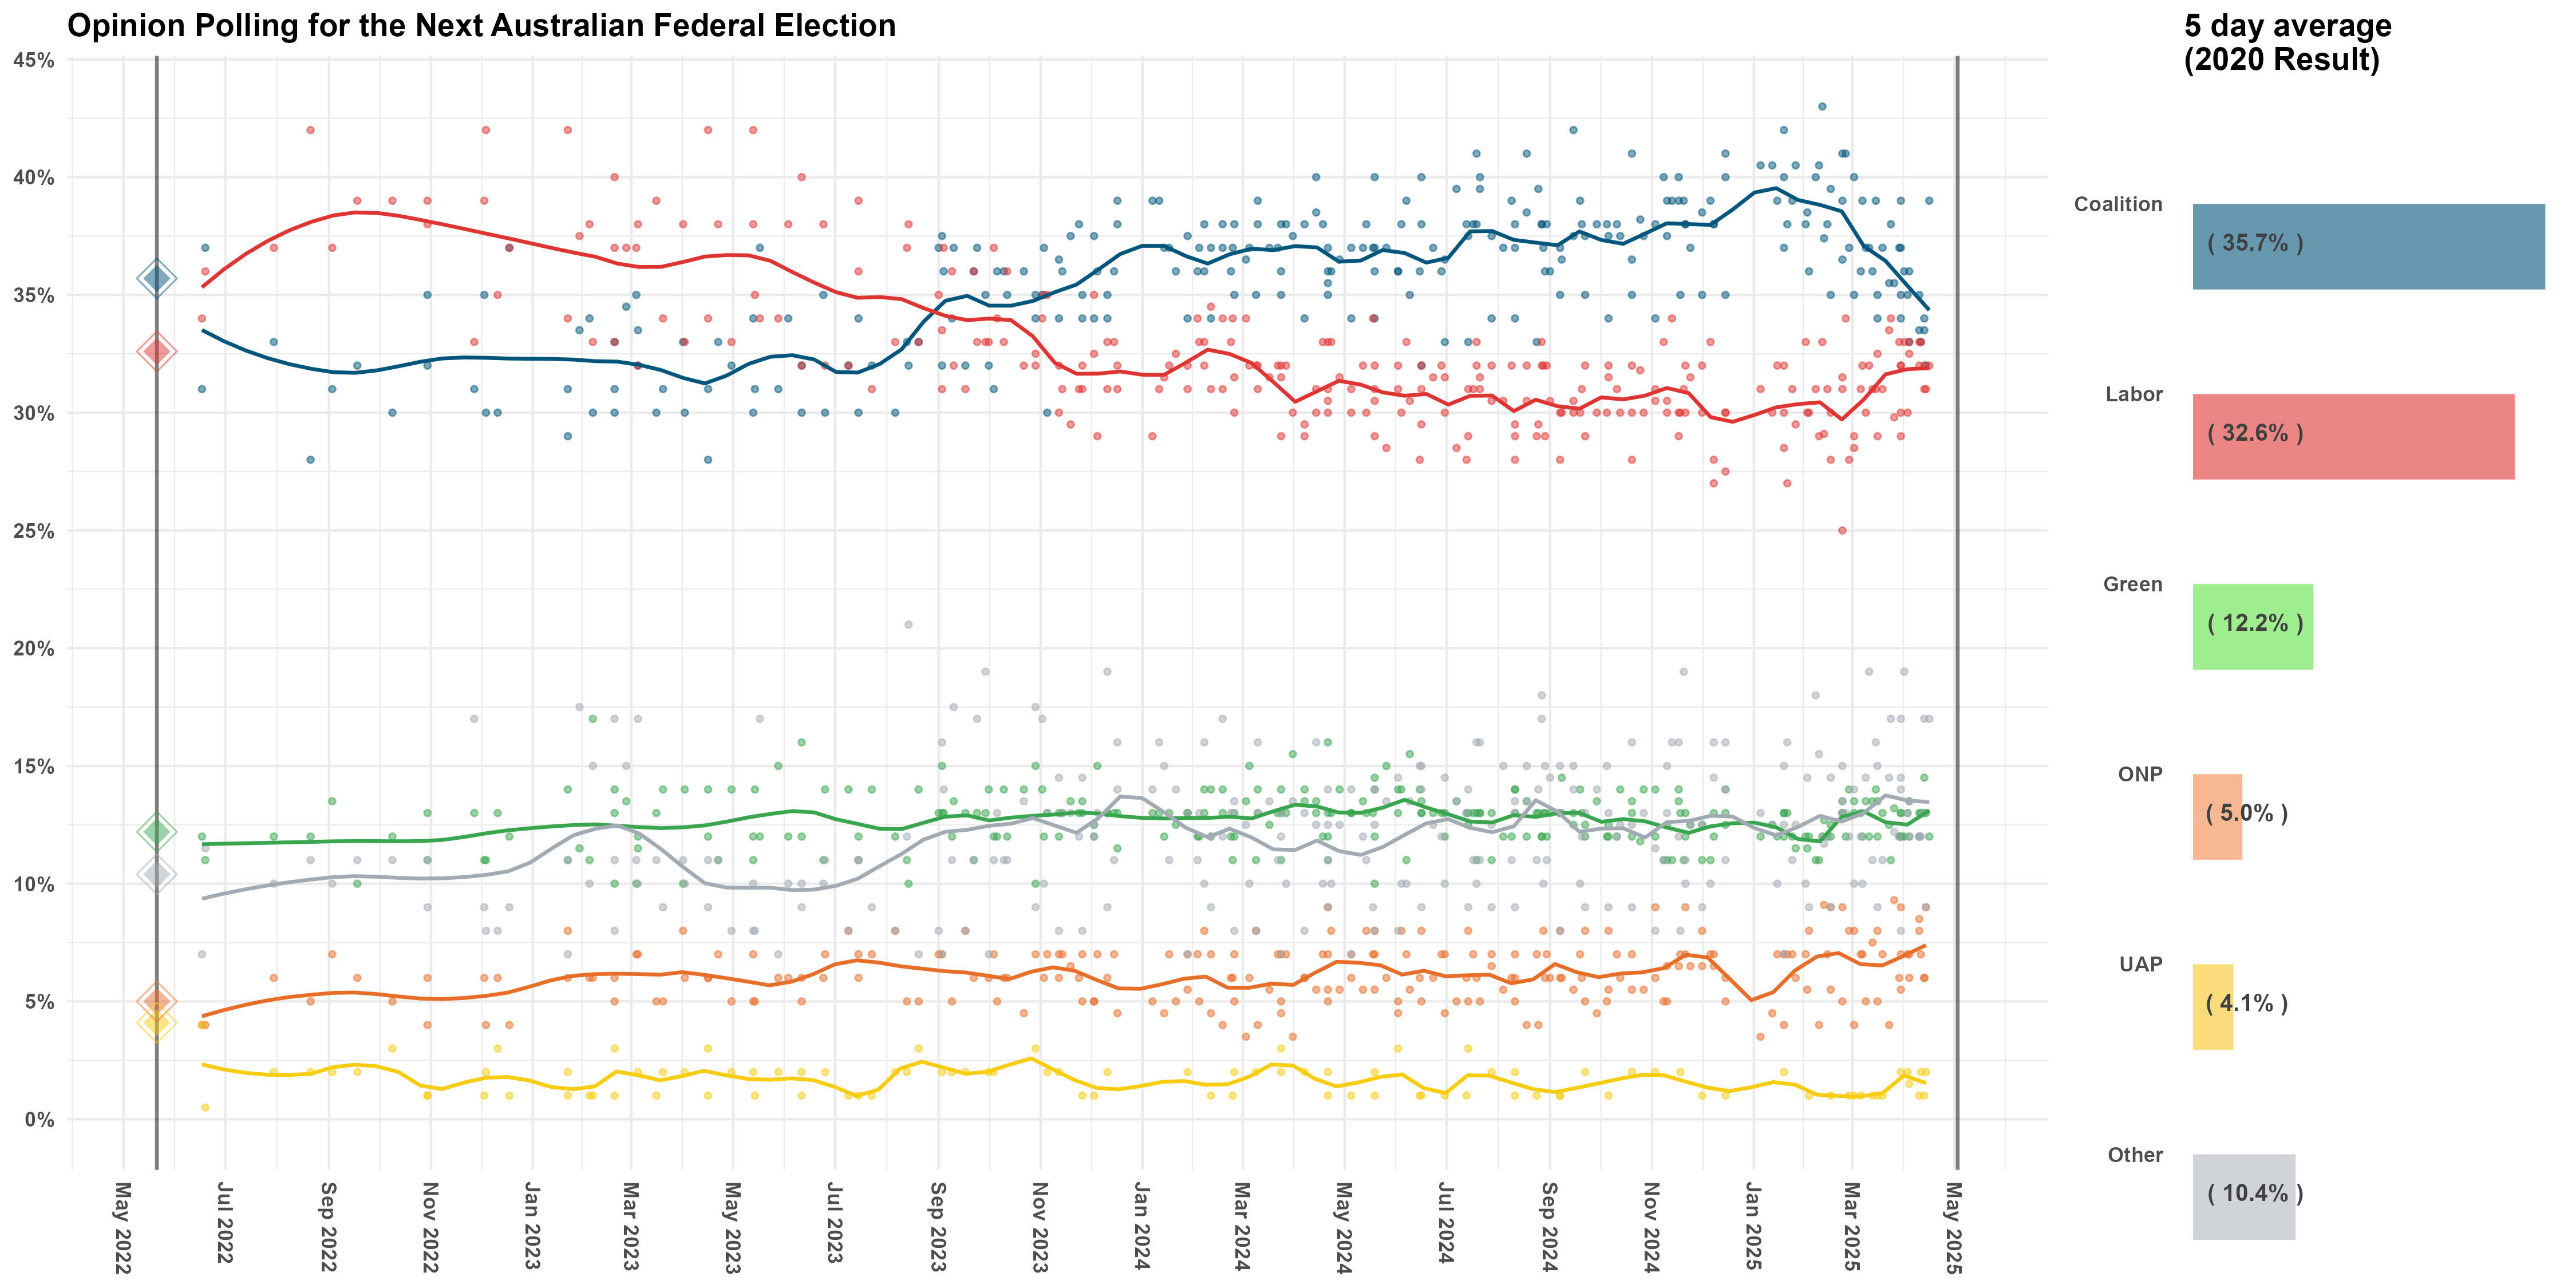 Opinion Polling for the Next Australian Federal Election
5 day average
(2020 Result)
45%
40%
35%
30%
25%
20%
15%
10%
5%
0%
May 2022
Jul 2022
Sep 2022
Nov 2022
Jan 2023
Mar 2023
May 2023
Jul 2023
Sep 2023
Nov 2023
Jan 2024
Mar 2024
May 2024
Jul 2024
Sep 2024
Nov 2024
Jan 2025
Mar 2025
May 2025
Coalition
( 35.7% )
Labor
( 32.6% )
Green
( 12.2% )
ONP
( 5.0% )
UAP
( 4.1% )
Other
( 10.4% )